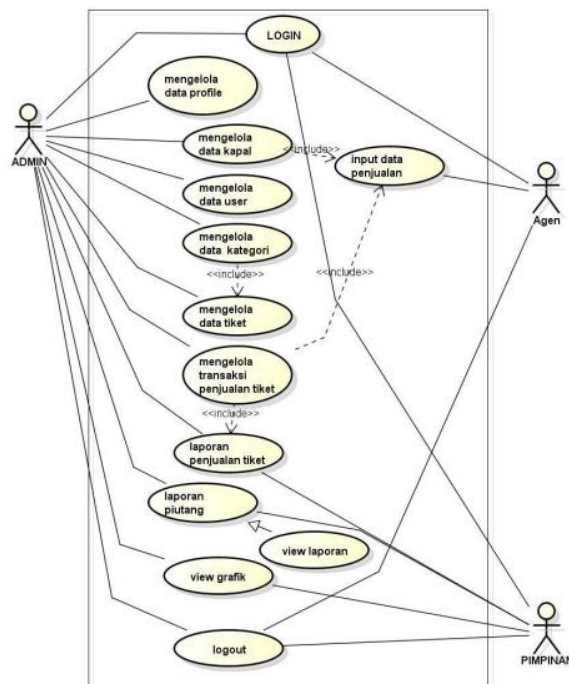 LOGIN
mengelola
data profile
ADMIN
mengelola
data kapal
<<include>>
input data
penjualan
mengelola
data user
Agen
mengelola
data kategori
<<include>>
<<include>>
mengelola
data tiket
mengelola
transaksi
penjualan tiket
<<include>>
laporan
penjualan tiket
laporan
piutang
view laporan
view grafik
logout
PIMPINAN